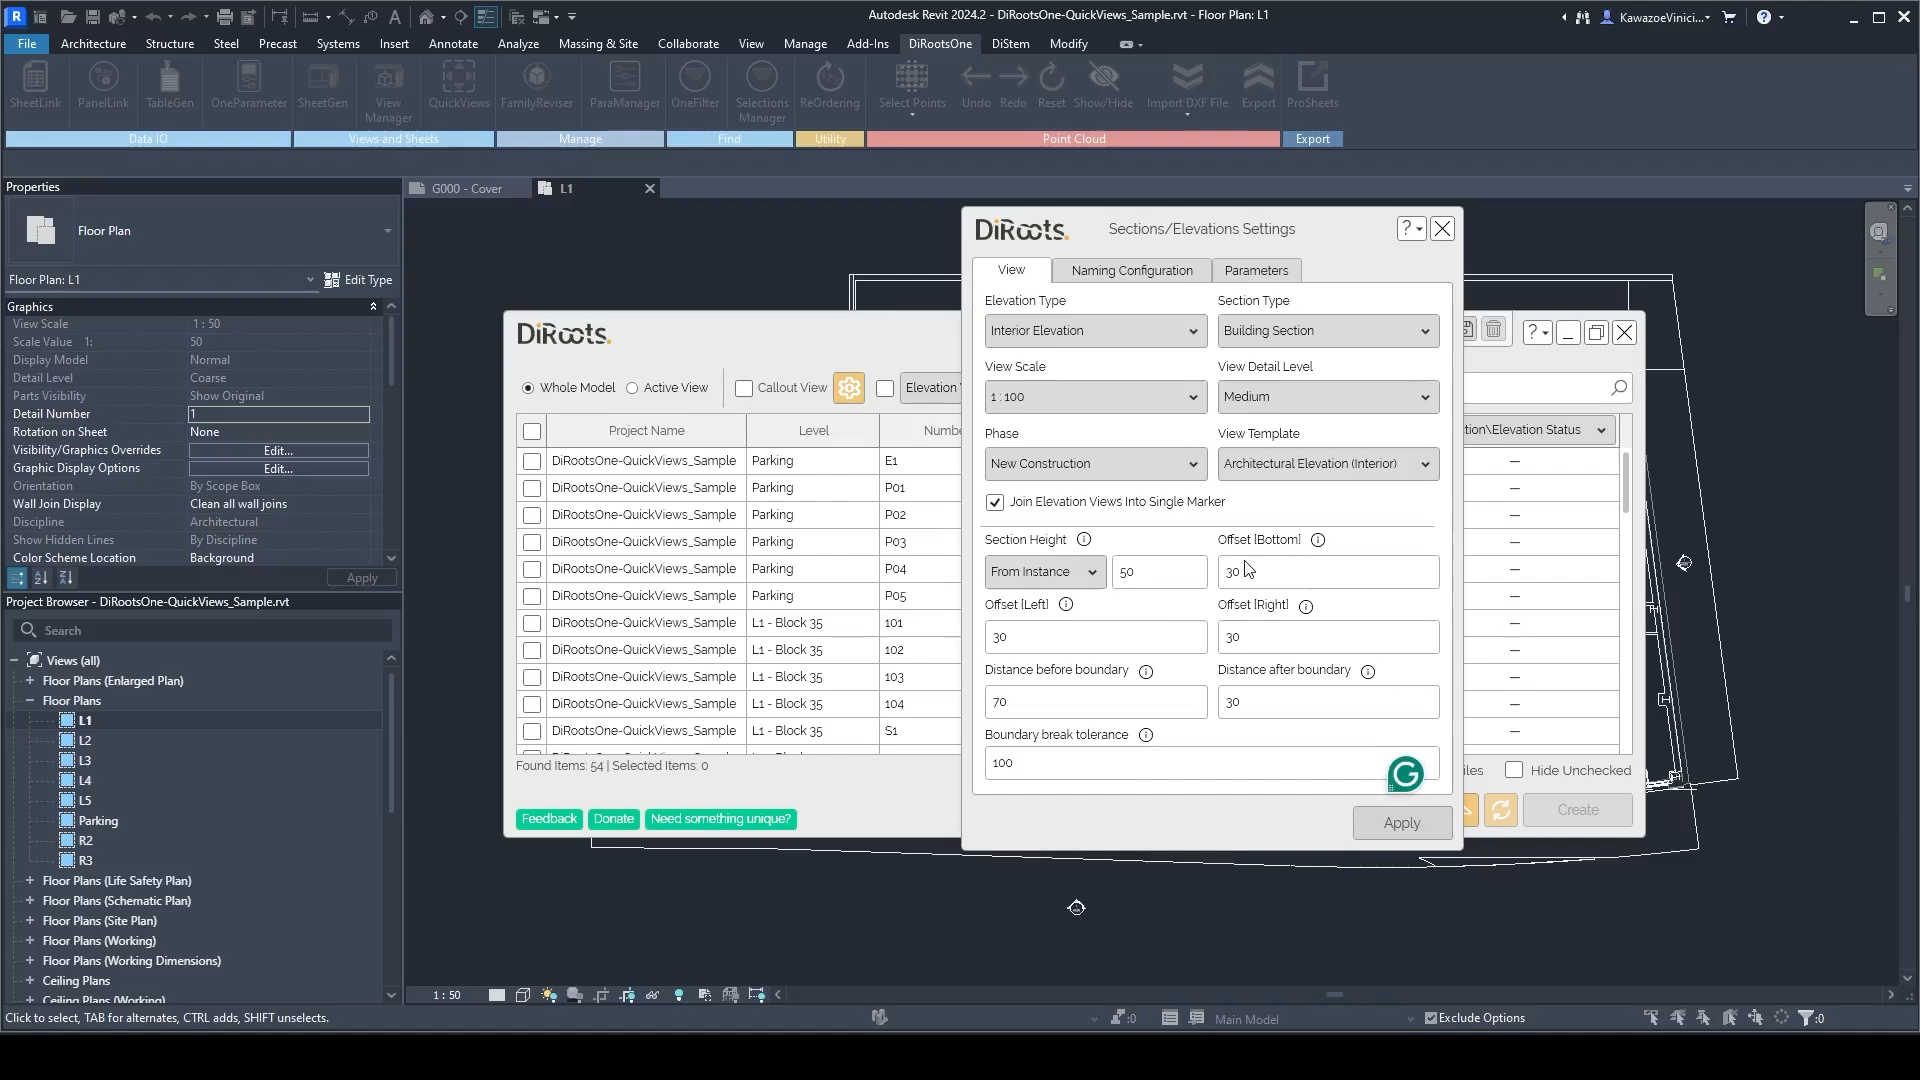 Autodesk Revit 2024.2 - DiRootsOne-QuickViews_Sample.rvt - Floor Plan: L1
KawazoeVinici...
File Architecture Structure Steel Precast Systems Insert Annotate Analyze Massing & Site Collaborate View Manage Add-Ins DiRootsOne DiStem Modify
SheetLink PanelLink TableGen OneParameter SheetGen View Manager QuickViews FamilyReviser ParaManager OneFilter Selections Manager ReOrdering Select Points Undo Redo Reset Show/Hide Import DXF File Export ProSheets
Data IO Views and Sheets Manage Find Utility Point Cloud Export
Properties
G000 - Cover L1
Floor Plan
Floor Plan: L1 Edit Type
Graphics
View Scale 1 : 50
Scale Value 1: 50
Display Model Normal
Detail Level Coarse
Parts Visibility Show Original
Detail Number 1
Rotation on Sheet None
Visibility/Graphics Overrides Edit...
Graphic Display Options Edit...
Orientation By Scope Box
Wall Join Display Clean all wall joins
Discipline Architectural
Show Hidden Lines By Discipline
Color Scheme Location Background
Apply
Project Browser - DiRootsOne-QuickViews_Sample.rvt
Search
Views (all)
Floor Plans (Enlarged Plan)
Floor Plans
L1
L2
L3
L4
L5
Parking
R2
R3
Floor Plans (Life Safety Plan)
Floor Plans (Schematic Plan)
Floor Plans (Site Plan)
Floor Plans (Working)
Floor Plans (Working Dimensions)
Ceiling Plans
Ceiling Plans (Working)
DiRoots.
Whole Model Active View Callout View Elevation
Project Name Level Numbe
tion\Elevation Status
DiRootsOne-QuickViews_Sample Parking E1 —
DiRootsOne-QuickViews_Sample Parking P01 —
DiRootsOne-QuickViews_Sample Parking P02 —
DiRootsOne-QuickViews_Sample Parking P03 —
DiRootsOne-QuickViews_Sample Parking P04 —
DiRootsOne-QuickViews_Sample Parking P05 —
DiRootsOne-QuickViews_Sample L1 - Block 35 101 —
DiRootsOne-QuickViews_Sample L1 - Block 35 102 —
DiRootsOne-QuickViews_Sample L1 - Block 35 103 —
DiRootsOne-QuickViews_Sample L1 - Block 35 104 —
DiRootsOne-QuickViews_Sample L1 - Block 35 S1 —
Found Items: 54 | Selected Items: 0
iles Hide Unchecked
Feedback Donate Need something unique?
Create
DiRoots. Sections/Elevations Settings ?
View Naming Configuration Parameters
Elevation Type Section Type
Interior Elevation Building Section
View Scale View Detail Level
1 : 100 Medium
Phase View Template
New Construction Architectural Elevation (Interior)
Join Elevation Views Into Single Marker
Section Height Offset [Bottom]
From Instance 50 30
Offset [Left] Offset [Right]
30 30
Distance before boundary Distance after boundary
70 30
Boundary break tolerance
100
Apply
1 : 50
Click to select, TAB for alternates, CTRL adds, SHIFT unselects.
:0 Main Model Exclude Options :0